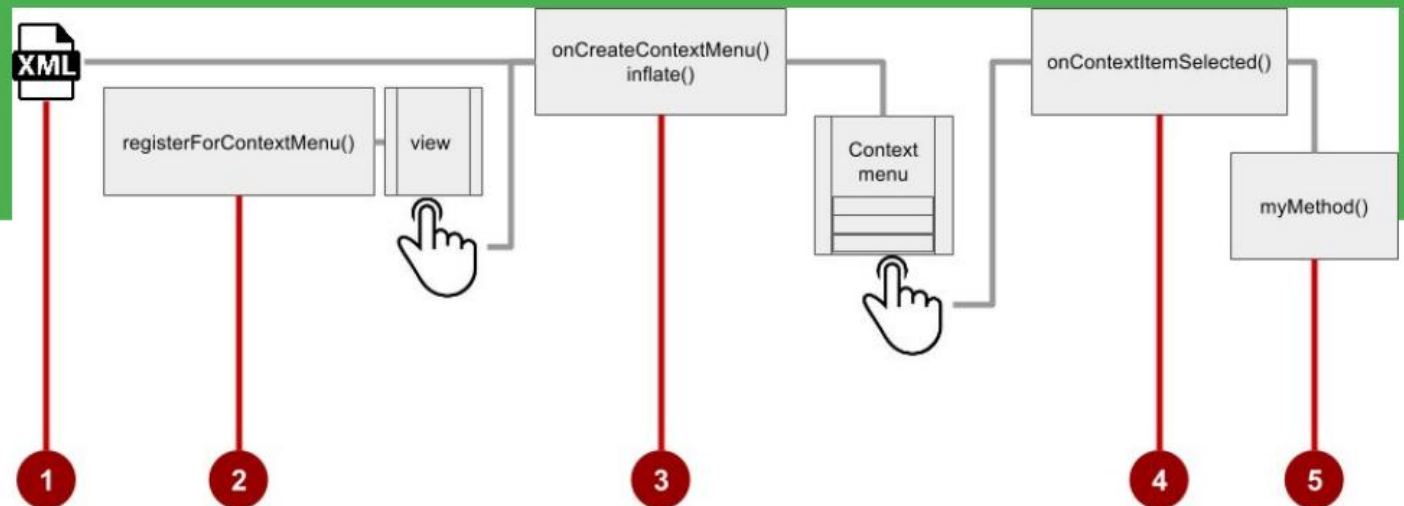 XML
onCreateContextMenu()
inflate()
onContextItemSelected()
registerForContextMenu()
view
Context
menu
myMethod()
1
2
3
4
5